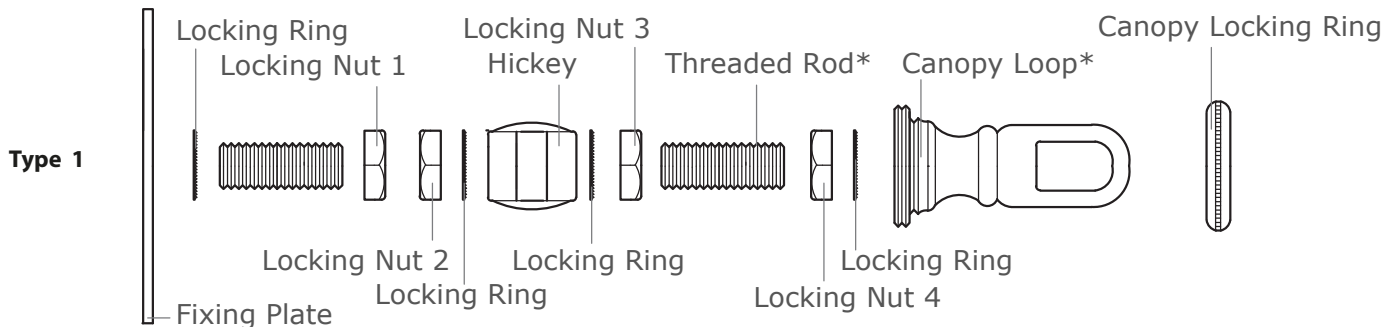 Locking Ring
Locking Nut 1
Locking Nut 3
Hickey
Threaded Rod*
Canopy Loop*
Canopy Locking Ring
Type 1
Locking Nut 2
Locking Ring
Locking Ring
Locking Nut 4
Locking Ring
Fixing Plate